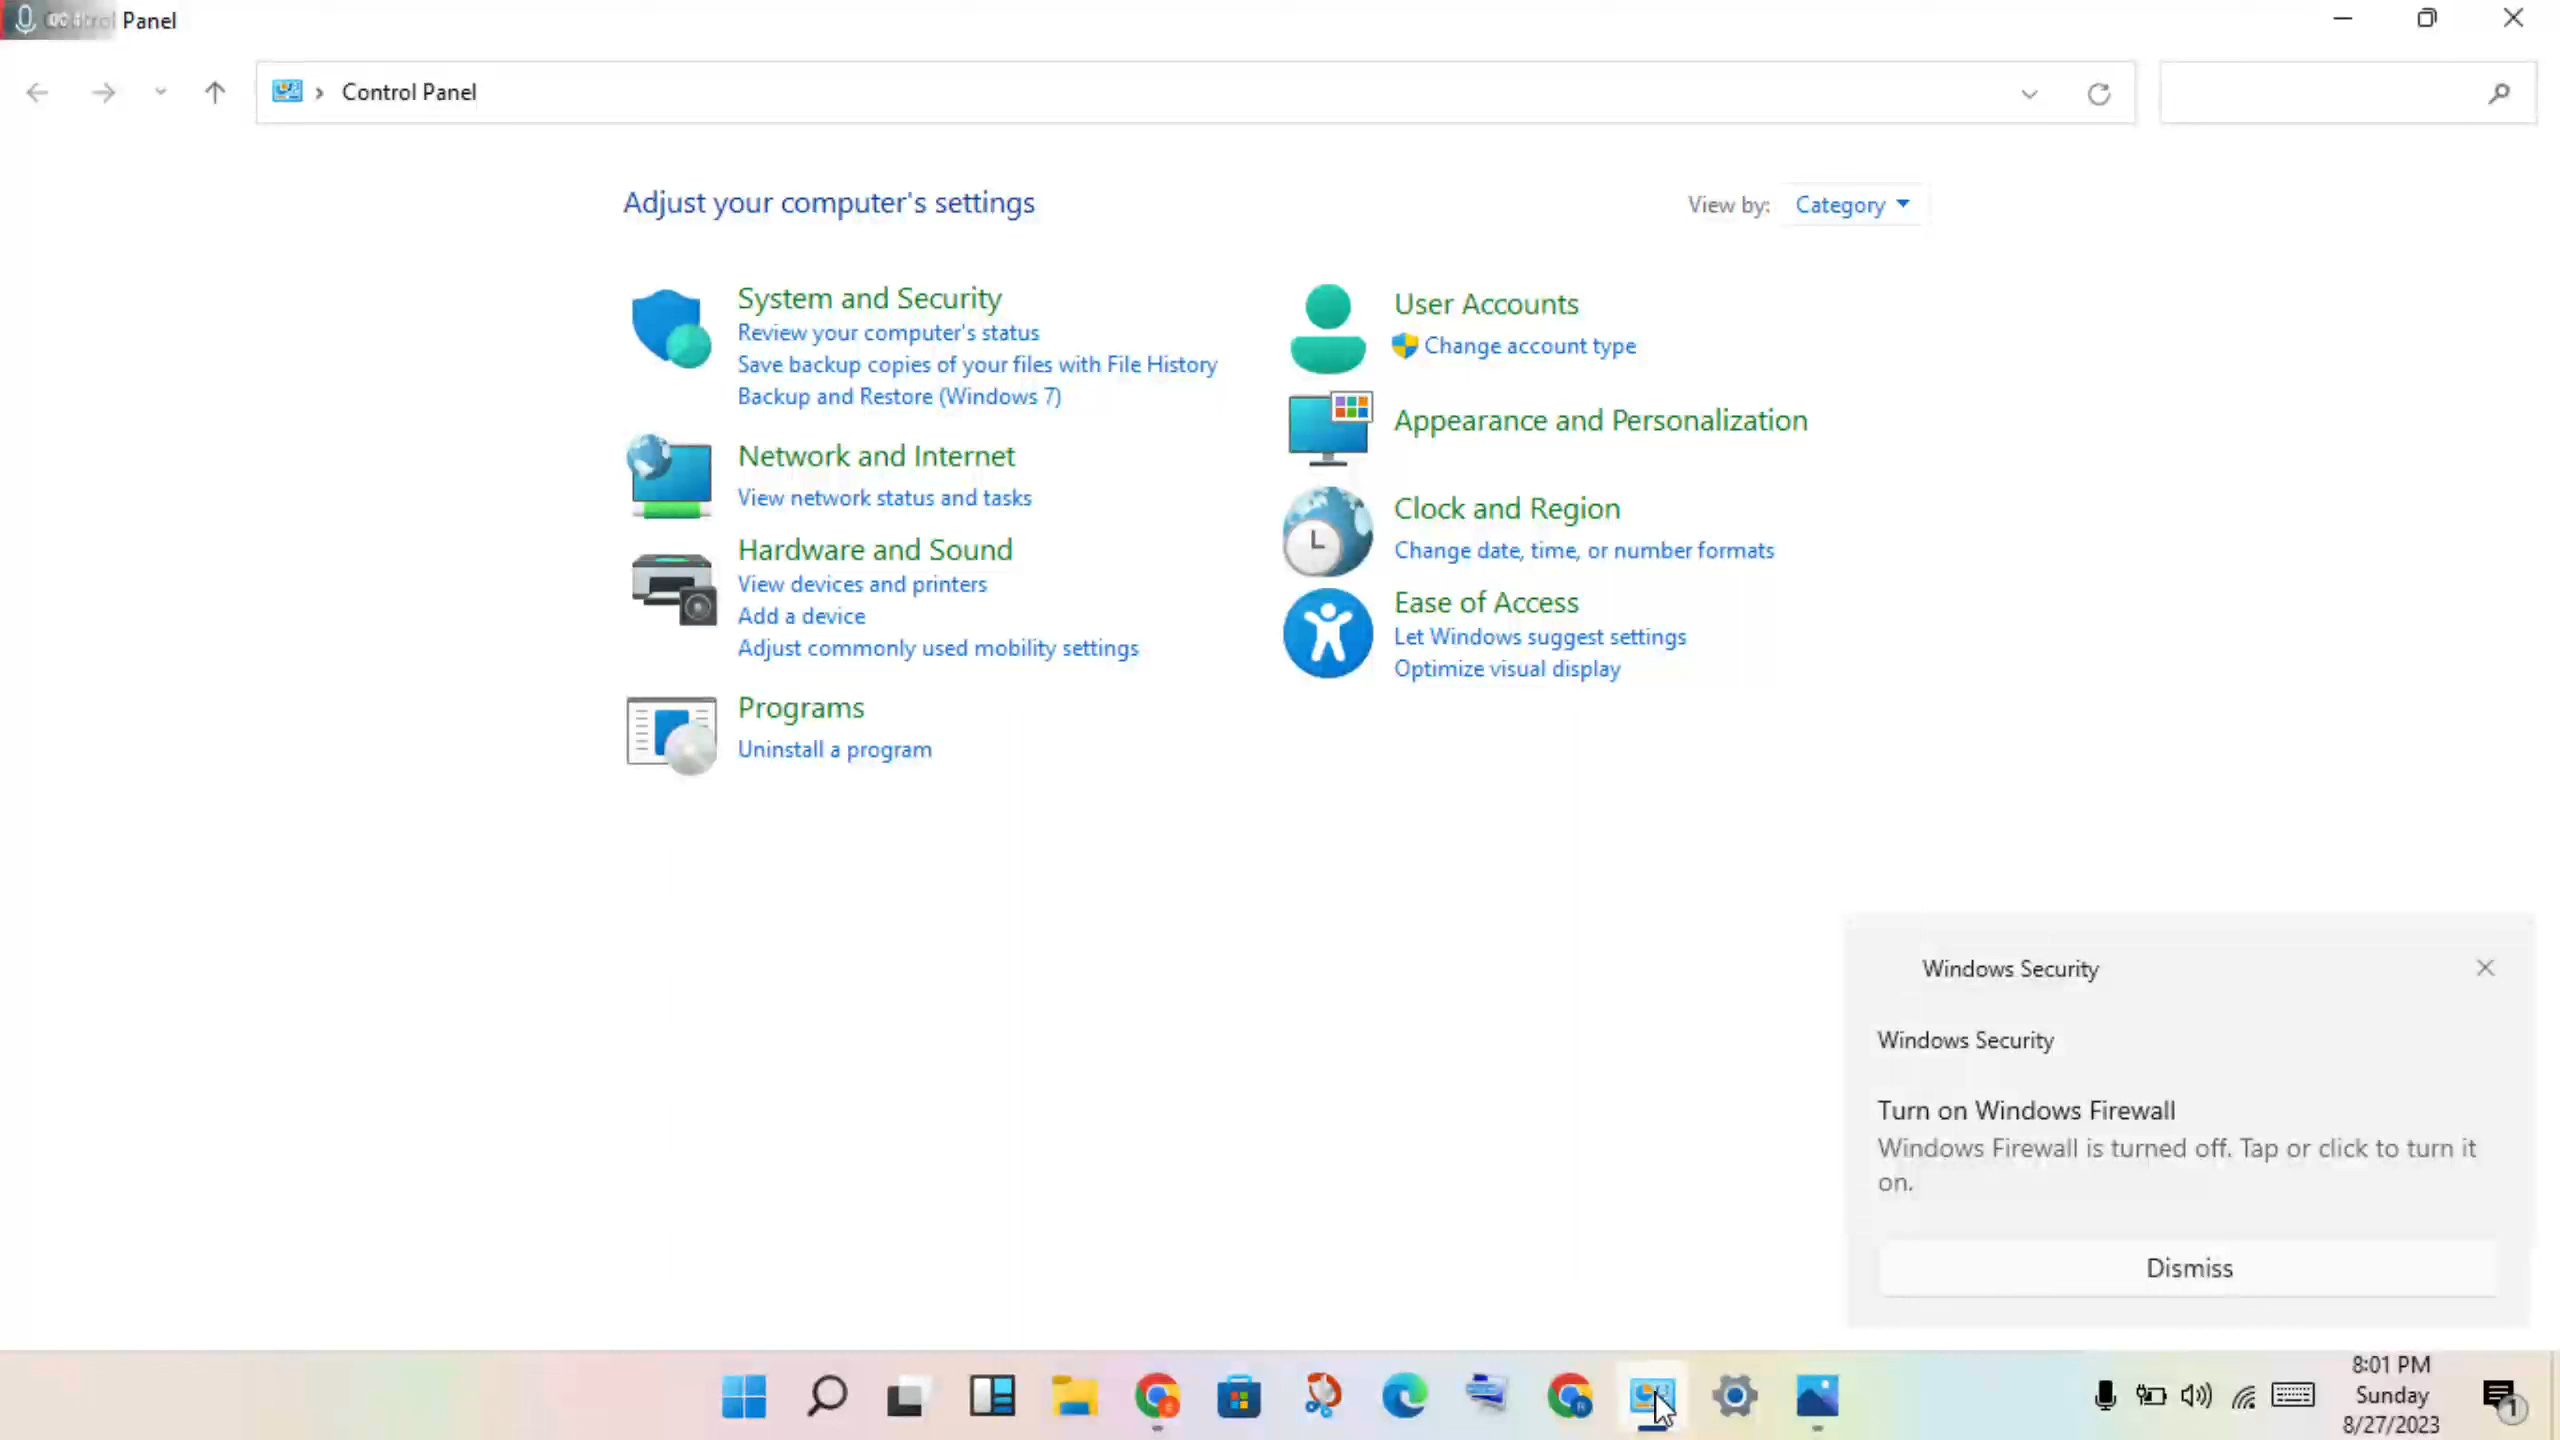 Panel
Control Panel
Adjust your computer's settings
View by: Category
System and Security
Review your computer's status
Save backup copies of your files with File History
Backup and Restore (Windows 7)
Network and Internet
View network status and tasks
Hardware and Sound
View devices and printers
Add a device
Adjust commonly used mobility settings
Programs
Uninstall a program
User Accounts
Change account type
Appearance and Personalization
Clock and Region
Change date, time, or number formats
Ease of Access
Let Windows suggest settings
Optimize visual display
Windows Security
Windows Security
Turn on Windows Firewall
Windows Firewall is turned off. Tap or click to turn it
on.
Dismiss
8:01 PM
Sunday
8/27/2023
1